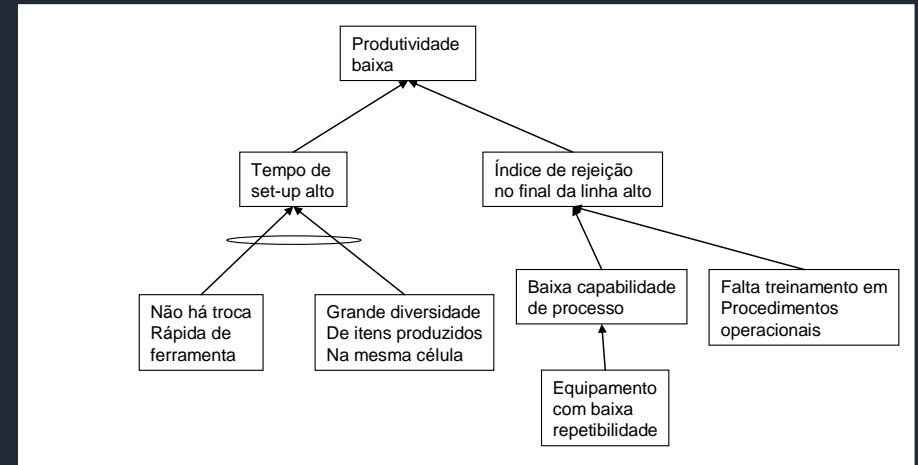 Produtividade
baixa
Tempo de
set-up alto
Índice de rejeição
no final da linha alto
Não há troca
Rápida de
ferramenta
Grande diversidade
De itens produzidos
Na mesma célula
Baixa capabilidade
de processo
Falta treinamento em
Procedimentos
operacionais
Equipamento
com baixa
repetibilidade